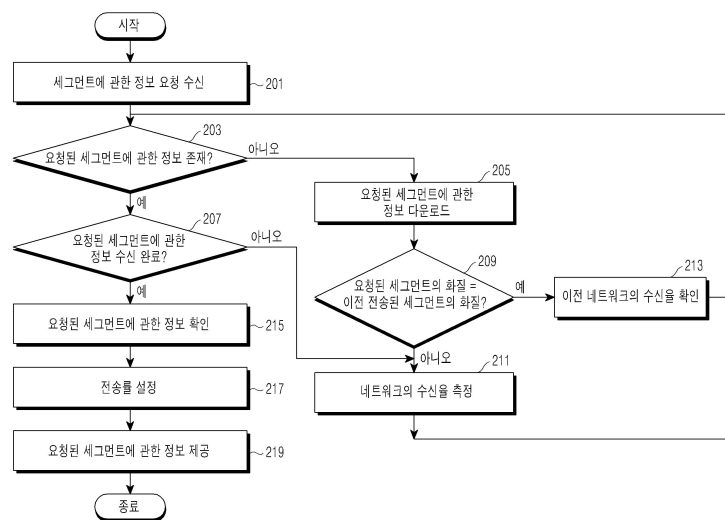 시작
세그먼트에 관한 정보 요청 수신
201
203
요청된 세그먼트에 관한 정보 존재?
아니오
예
205
요청된 세그먼트에 관한
정보 다운로드
207
요청된 세그먼트에 관한
정보 수신 완료?
아니오
예
209
요청된 세그먼트의 화질 =
이전 전송된 세그먼트의 화질?
예
아니오
213
이전 네트워크의 수신율 확인
요청된 세그먼트에 관한 정보 확인
215
211
네트워크의 수신율 측정
전송률 설정
217
요청된 세그먼트에 관한 정보 제공
219
종료